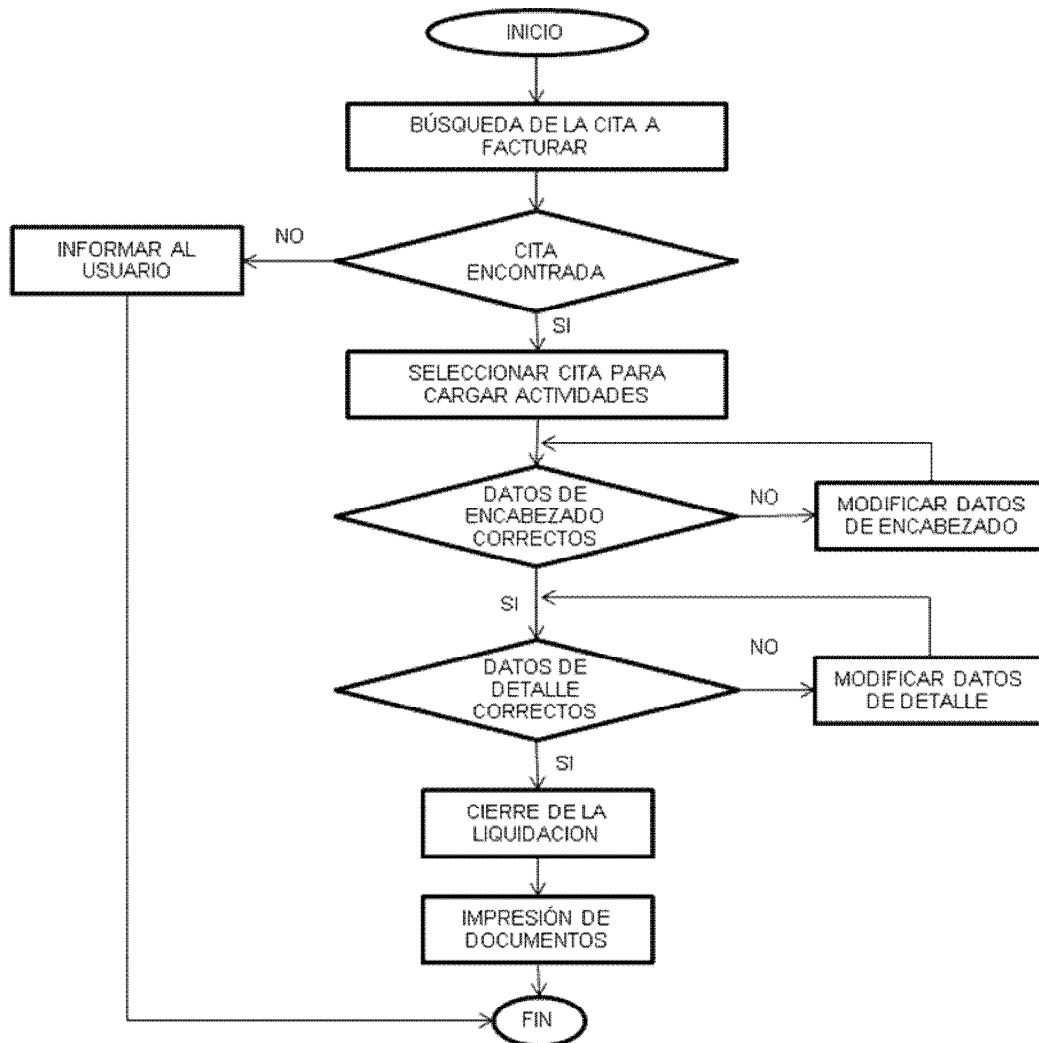 INICIO
BÚSQUEDA DE LA CITA A
FACTURAR
NO
INFORMAR AL
USUARIO
CITA
ENCONTRADA
SI
SELECCIONAR CITA PARA
CARGAR ACTIVIDADES
DATOS DE
ENCABEZADO
CORRECTOS
NO
MODIFICAR DATOS
DE ENCABEZADO
SI
DATOS DE
DETALLE
CORRECTOS
NO
MODIFICAR DATOS
DE DETALLE
SI
CIERRE DE LA
LIQUIDACION
IMPRESIÓN DE
DOCUMENTOS
FIN